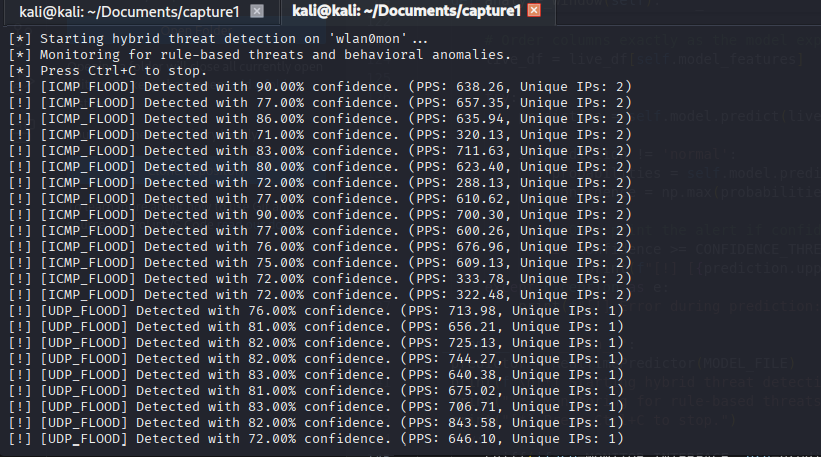 kali@kali: ~/Documents/capture1
kali@kali: ~/Documents/capture1
[*] Starting hybrid threat detection on 'wlan0mon'...
[*] Monitoring for rule-based threats and behavioral anomalies.
[*] Press Ctrl+C to stop.
[!] [ICMP_FLOOD] Detected with 90.00% confidence. (PPS: 638.26, Unique IPs: 2)
[!] [ICMP_FLOOD] Detected with 77.00% confidence. (PPS: 657.35, Unique IPs: 2)
[!] [ICMP_FLOOD] Detected with 86.00% confidence. (PPS: 635.94, Unique IPs: 2)
[!] [ICMP_FLOOD] Detected with 71.00% confidence. (PPS: 320.13, Unique IPs: 2)
[!] [ICMP_FLOOD] Detected with 83.00% confidence. (PPS: 711.63, Unique IPs: 2)
[!] [ICMP_FLOOD] Detected with 80.00% confidence. (PPS: 623.40, Unique IPs: 2)
[!] [ICMP_FLOOD] Detected with 72.00% confidence. (PPS: 288.13, Unique IPs: 2)
[!] [ICMP_FLOOD] Detected with 77.00% confidence. (PPS: 610.62, Unique IPs: 2)
[!] [ICMP_FLOOD] Detected with 90.00% confidence. (PPS: 700.30, Unique IPs: 2)
[!] [ICMP_FLOOD] Detected with 77.00% confidence. (PPS: 600.26, Unique IPs: 2)
[!] [ICMP_FLOOD] Detected with 76.00% confidence. (PPS: 676.96, Unique IPs: 2)
[!] [ICMP_FLOOD] Detected with 75.00% confidence. (PPS: 609.13, Unique IPs: 2)
[!] [ICMP_FLOOD] Detected with 72.00% confidence. (PPS: 333.78, Unique IPs: 2)
[!] [ICMP_FLOOD] Detected with 72.00% confidence. (PPS: 322.48, Unique IPs: 2)
[!] [UDP_FLOOD] Detected with 76.00% confidence. (PPS: 713.98, Unique IPs: 1)
[!] [UDP_FLOOD] Detected with 81.00% confidence. (PPS: 656.21, Unique IPs: 1)
[!] [UDP_FLOOD] Detected with 82.00% confidence. (PPS: 725.13, Unique IPs: 1)
[!] [UDP_FLOOD] Detected with 82.00% confidence. (PPS: 744.27, Unique IPs: 1)
[!] [UDP_FLOOD] Detected with 83.00% confidence. (PPS: 640.38, Unique IPs: 1)
[!] [UDP_FLOOD] Detected with 81.00% confidence. (PPS: 675.02, Unique IPs: 1)
[!] [UDP_FLOOD] Detected with 83.00% confidence. (PPS: 706.71, Unique IPs: 1)
[!] [UDP_FLOOD] Detected with 82.00% confidence. (PPS: 843.58, Unique IPs: 1)
[!] [UDP_FLOOD] Detected with 72.00% confidence. (PPS: 646.10, Unique IPs: 1)